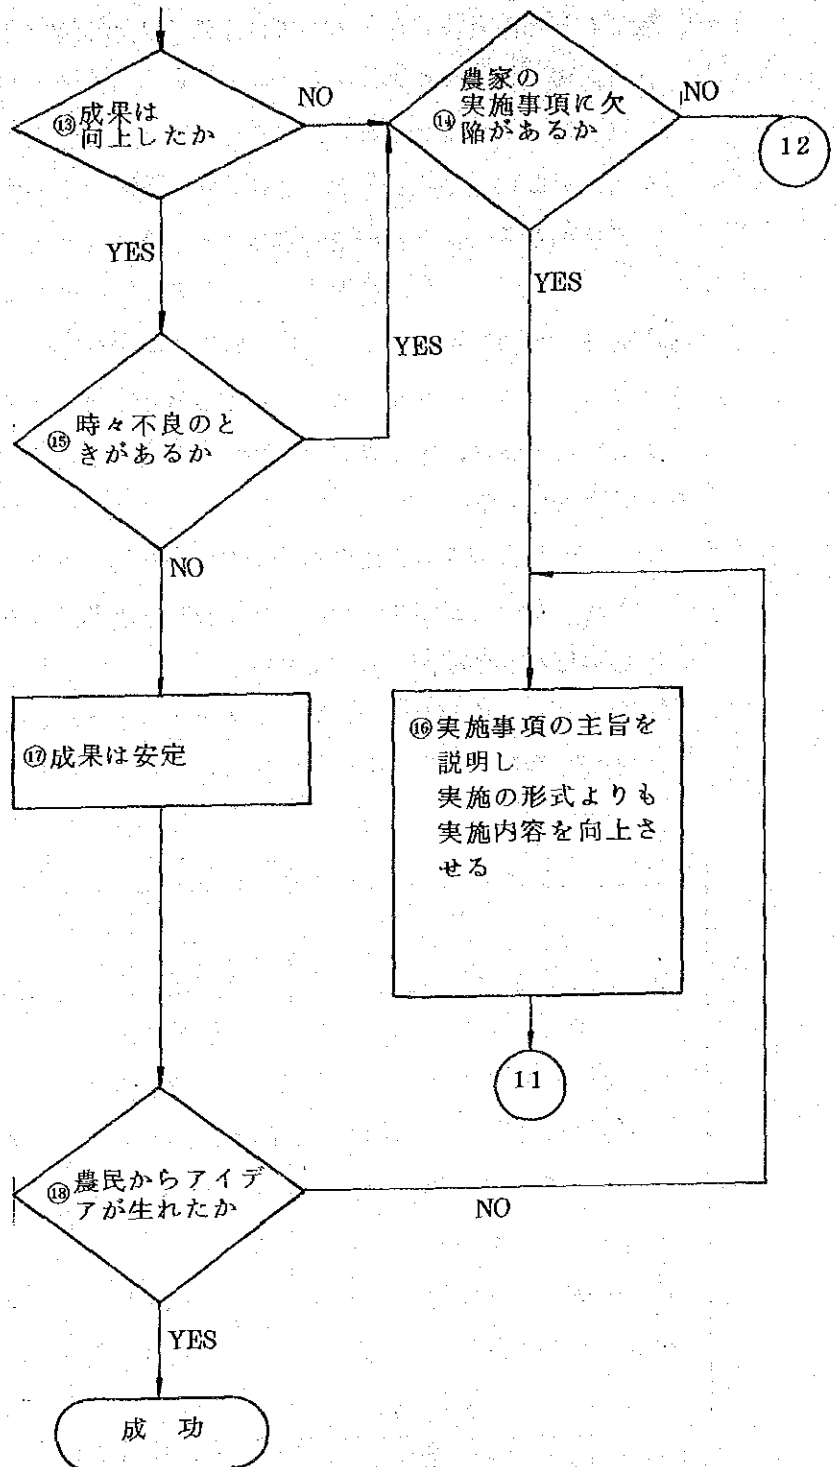 ⑬成果は
向上したか
NO
農家の
実施事項に欠
⑭陥があるか
NO
12
YES
YES
YES
⑮時々不良のと
きがあるか
NO
⑰成果は安定
⑯実施事項の主旨を
説明し
実施の形式よりも
実施内容を向上さ
せる
11
⑱農民からアイデ
アが生れたか
NO
YES
成 功